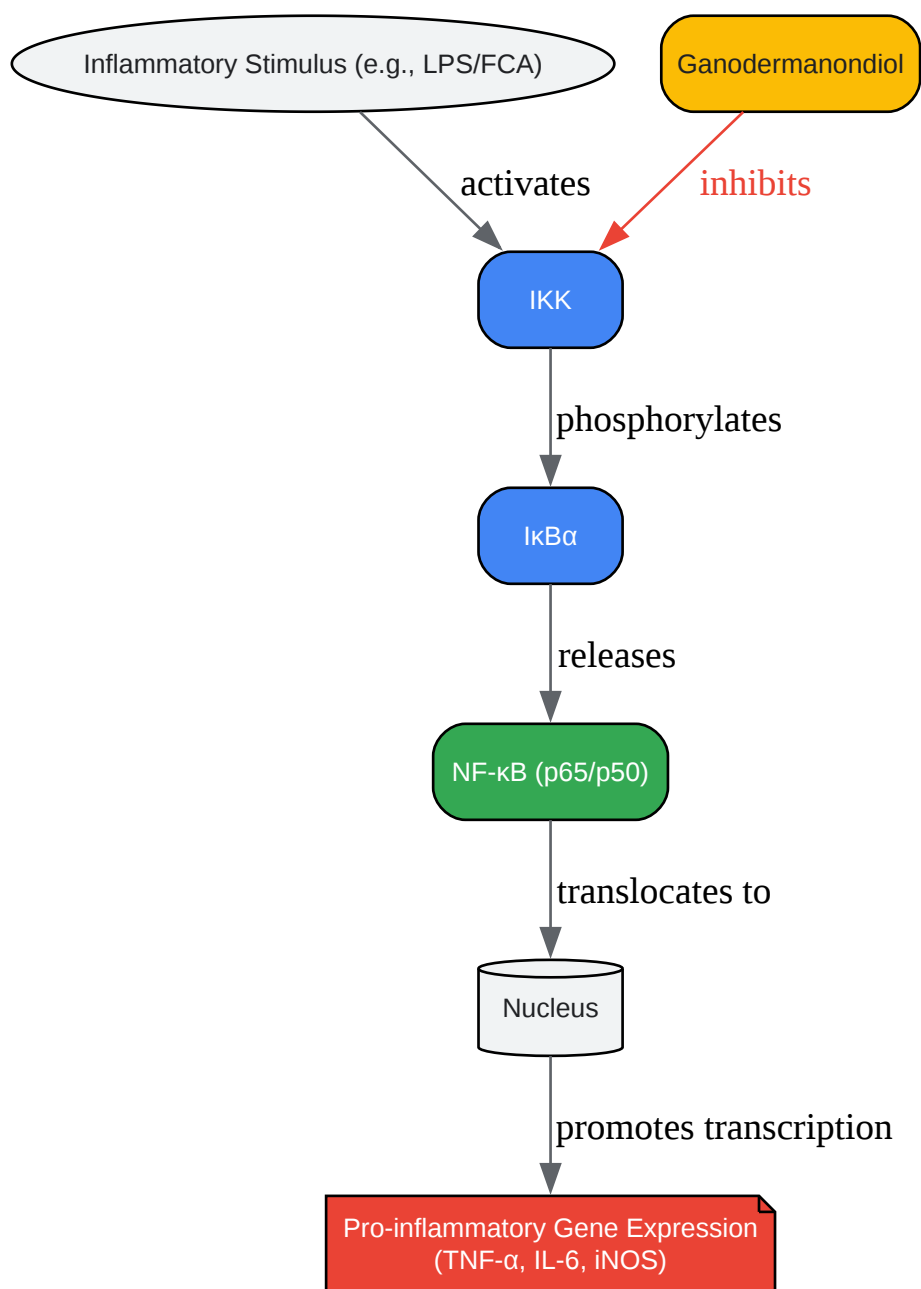 Inflammatory Stimulus (e.g., LPS/FCA)
Ganodermanondiol
activates
inhibits
IKK
phosphorylates
IκBα
releases
NF-κB (p65/p50)
translocates to
Nucleus
promotes transcription
Pro-inflammatory Gene Expression
(TNF-α, IL-6, iNOS)